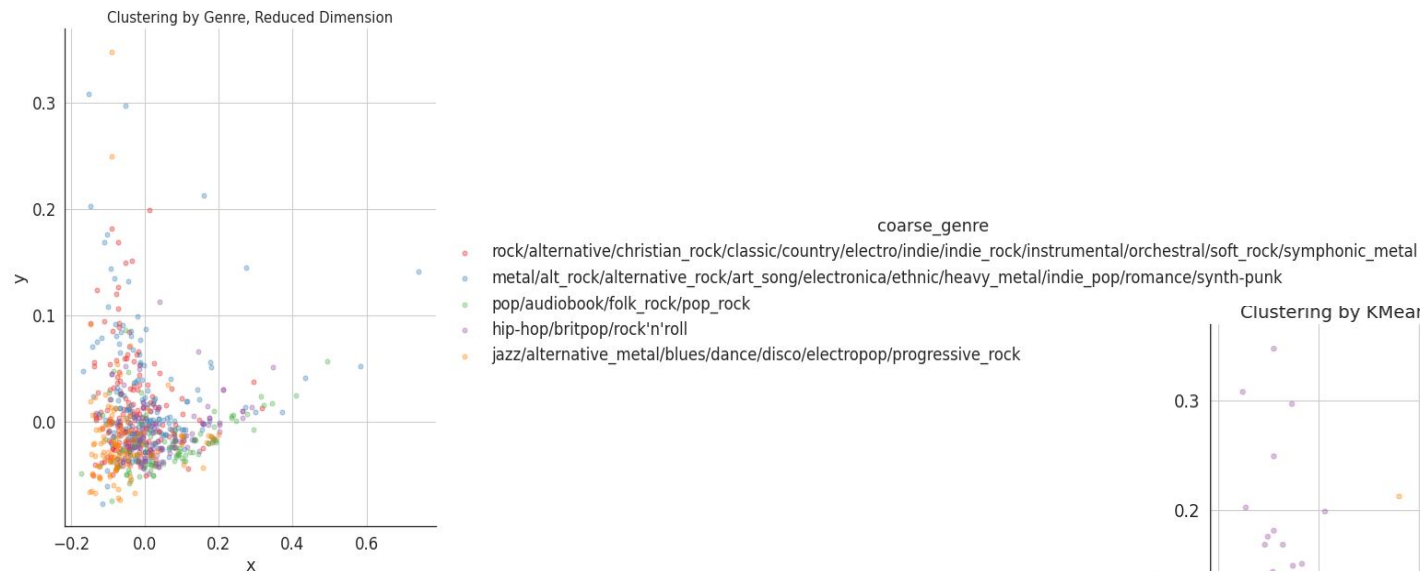 Clustering by Genre, Reduced Dimension
0.3
0.2
0.1
0.0
y
−0.2
0.0
0.2
0.4
0.6
x
coarse_genre
rock/alternative/christian_rock/classic/country/electro/indie/indie_rock/instrumental/orchestral/soft_rock/symphonic_metal
metal/alt_rock/alternative_rock/art_song/electronica/ethnic/heavy_metal/indie_pop/romance/synth-punk
pop/audiobook/folk_rock/pop_rock
hip-hop/britpop/rock'n'roll
jazz/alternative_metal/blues/dance/disco/electropop/progressive_rock
Clustering by KMear
0.3
0.2